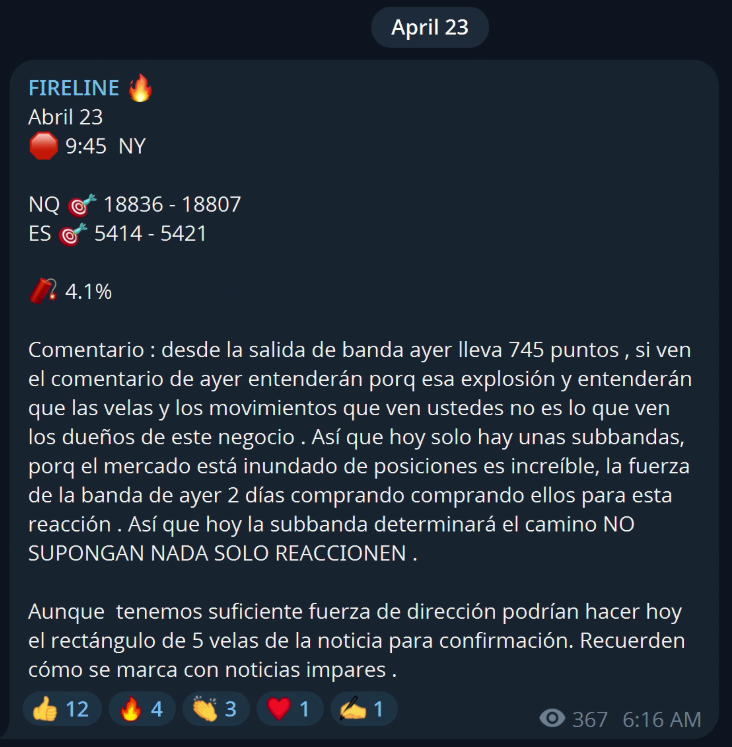 April 23
FIRELINE 🔥
Abril 23
🛑 9:45 NY
NQ 🎯 18836 - 18807
ES 🎯 5414 - 5421
🧨 4.1%
Comentario : desde la salida de banda ayer lleva 745 puntos , si ven
el comentario de ayer entenderán porq esa explosión y entenderán
que las velas y los movimientos que ven ustedes no es lo que ven
los dueños de este negocio . Así que hoy solo hay unas subbandas,
porq el mercado está inundado de posiciones es increíble, la fuerza
de la banda de ayer 2 días comprando comprando ellos para esta
reacción . Así que hoy la subbanda determinará el camino NO
SUPONGAN NADA SOLO REACCIONEN .
Aunque tenemos suficiente fuerza de dirección podrían hacer hoy
el rectángulo de 5 velas de la noticia para confirmación. Recuerden
cómo se marca con noticias impares .
👍 12 🔥 4 👏 3 ❤️ 1 ✍️ 1 367 6:16 AM